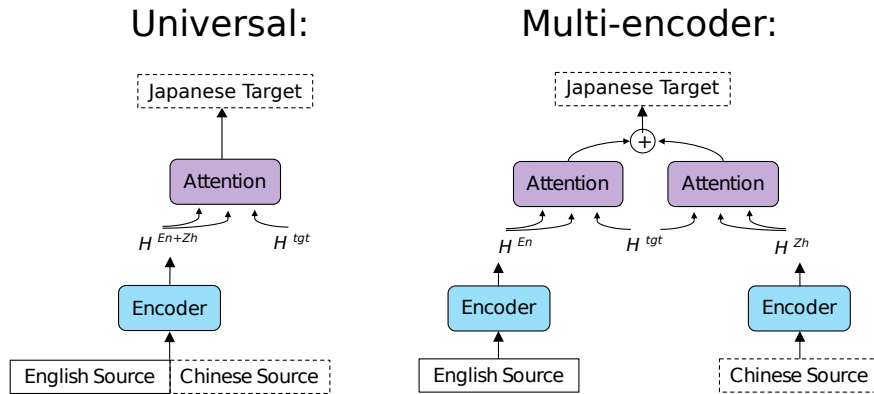 Universal:
Japanese Target
Attention
H En+Zh
H tgt
Encoder
English Source
Chinese Source
Multi-encoder:
Japanese Target
+
Attention
Attention
H En
H tgt
H Zh
Encoder
Encoder
English Source
Chinese Source